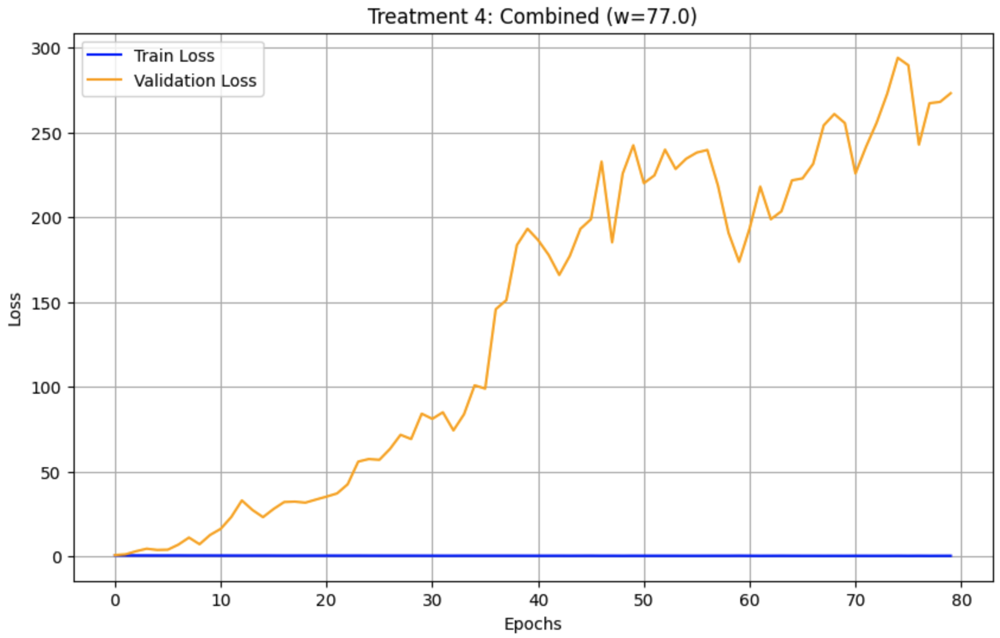 Treatment 4: Combined (w=77.0)
Train Loss
Validation Loss
300
250
200
150
100
50
0
Loss
0 10 20 30 40 50 60 70 80
Epochs